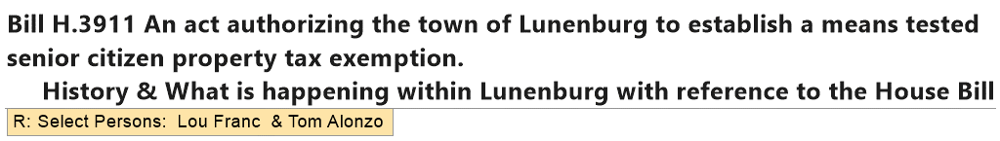 Bill H.3911 An act authorizing the town of Lunenburg to establish a means tested
senior citizen property tax exemption.
History & What is happening within Lunenburg with reference to the House Bill
R: Select Persons: Lou Franc & Tom Alonzo